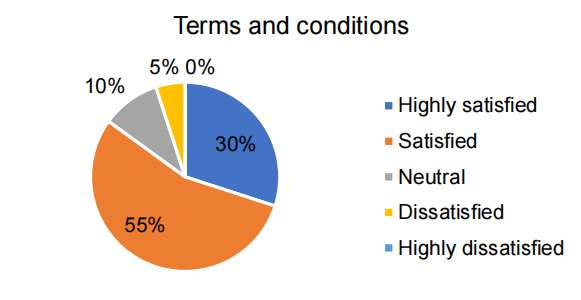 Terms and conditions
5% 0%
10%
30%
55%
Highly satisfied
Satisfied
Neutral
Dissatisfied
Highly dissatisfied